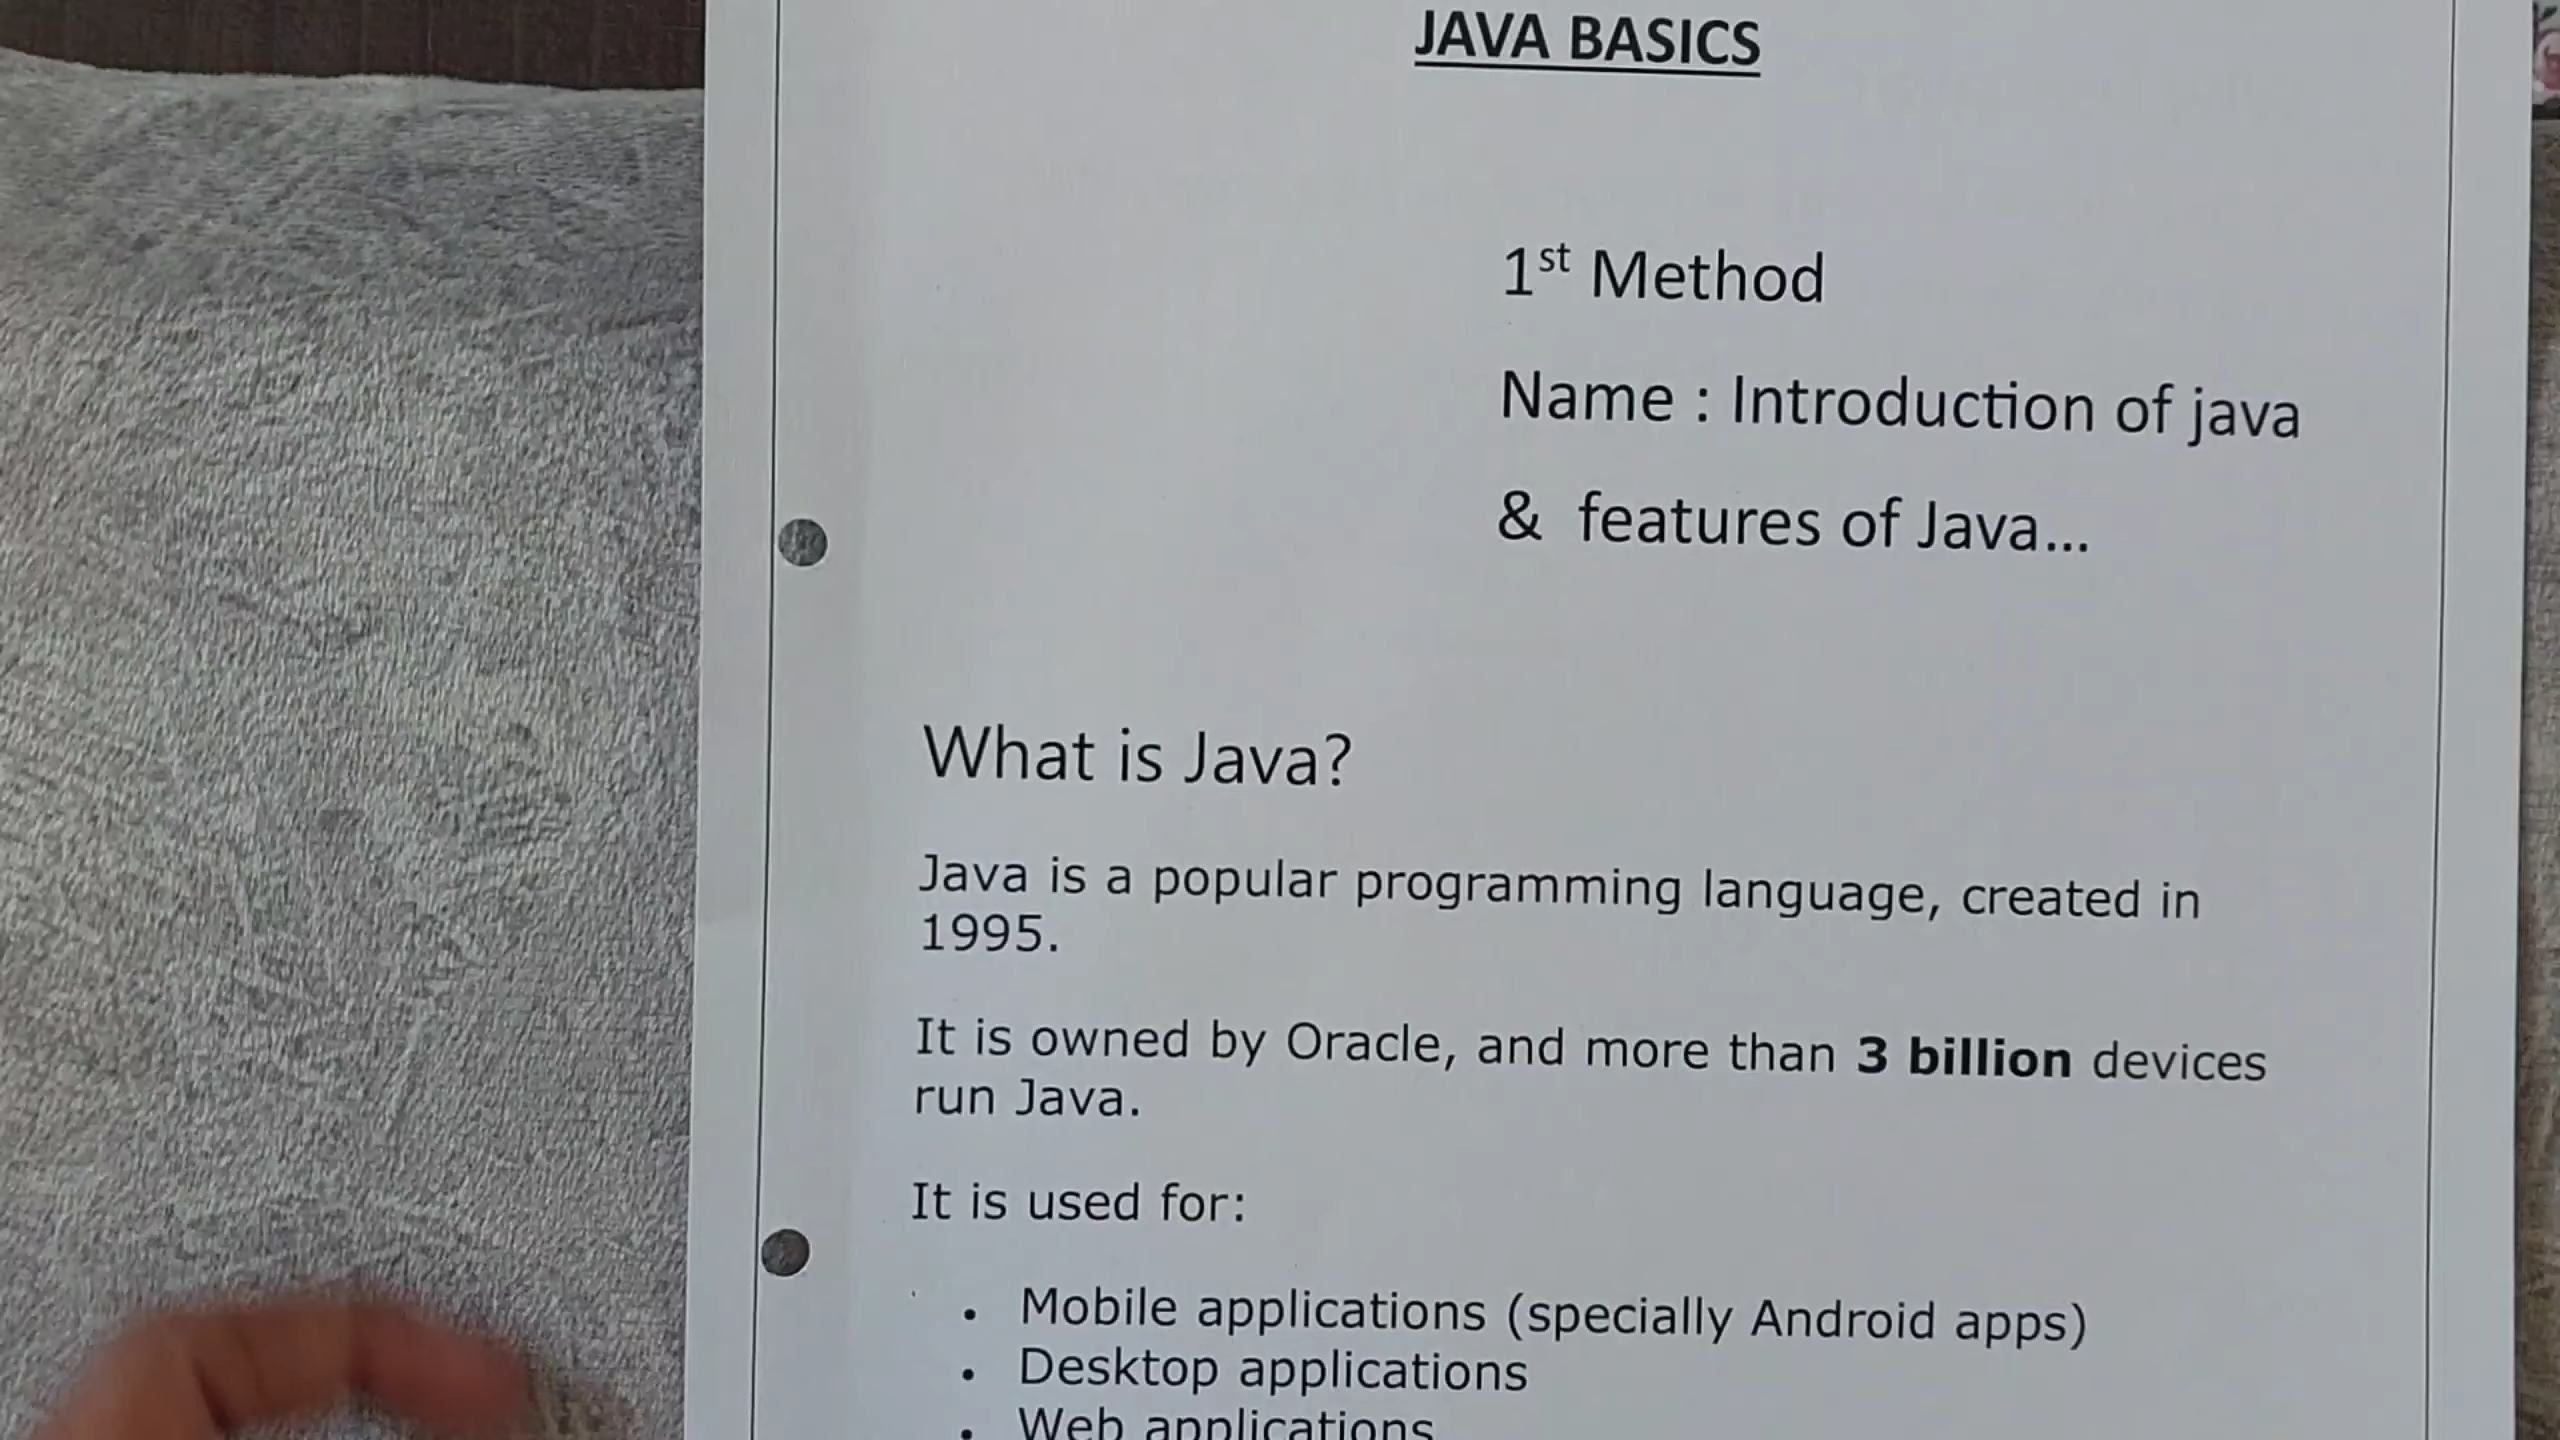 JAVA BASICS
1st Method
Name : Introduction of java
& features of Java...
What is Java?
Java is a popular programming language, created in
1995.
It is owned by Oracle, and more than 3 billion devices
run Java.
It is used for:
• Mobile applications (specially Android apps)
• Desktop applications
• Web applications